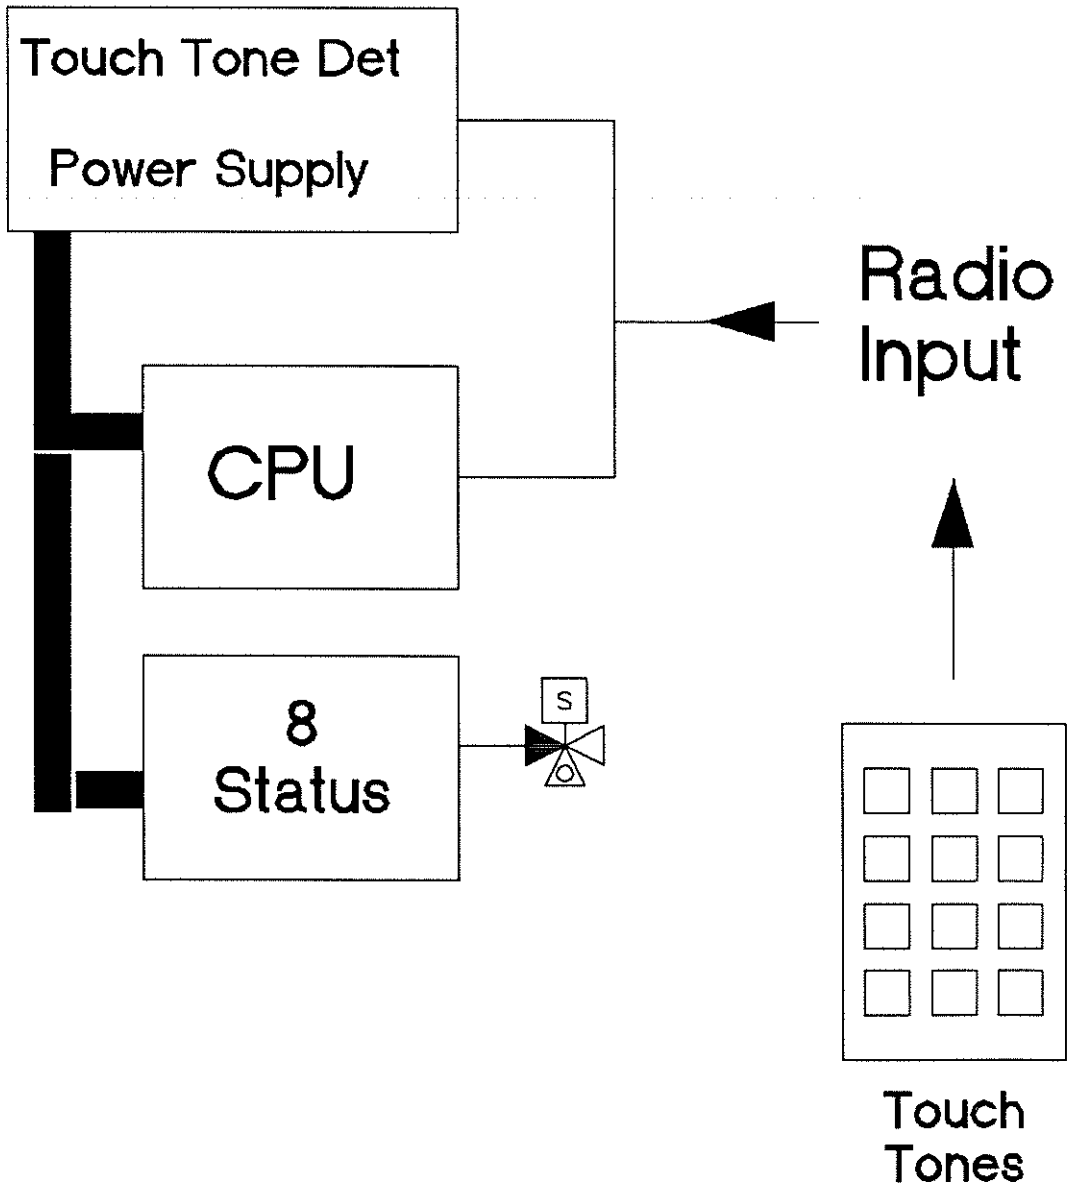 Touch Tone Det
Power Supply
Radio
Input
CPU
8
Status
S
Touch
Tones